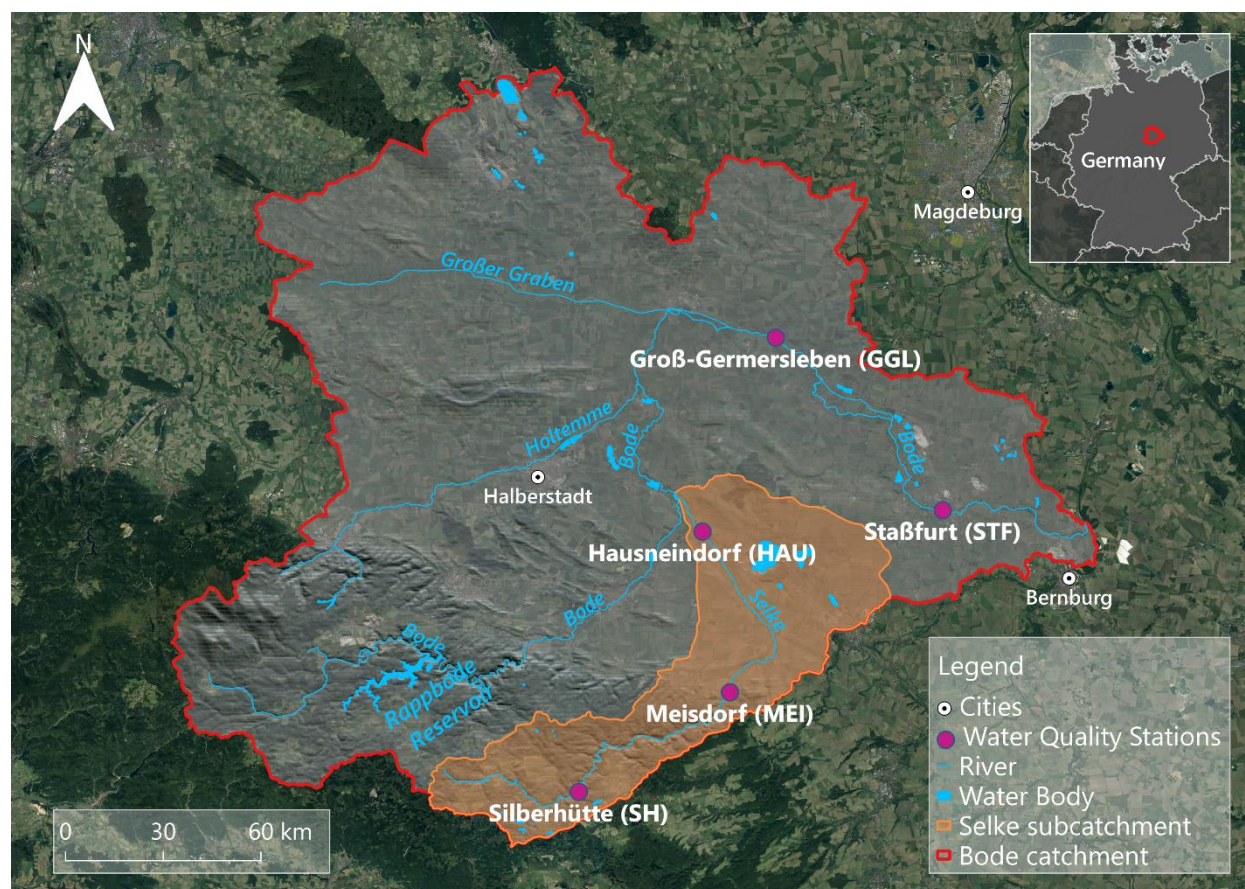 N
Germany
Magdeburg
Großer Graben
Groß-Germersleben (GGL)
Holtemme
Bode
Bode
Halberstadt
Staßfurt (STF)
Hausneindorf (HAU)
Bernburg
Selke
Bode
Bode
Rappbode
Reservoir
Meisdorf (MEI)
Silberhütte (SH)
Legend
Cities
Water Quality Stations
River
Water Body
Selke subcatchment
Bode catchment
0 30 60 km